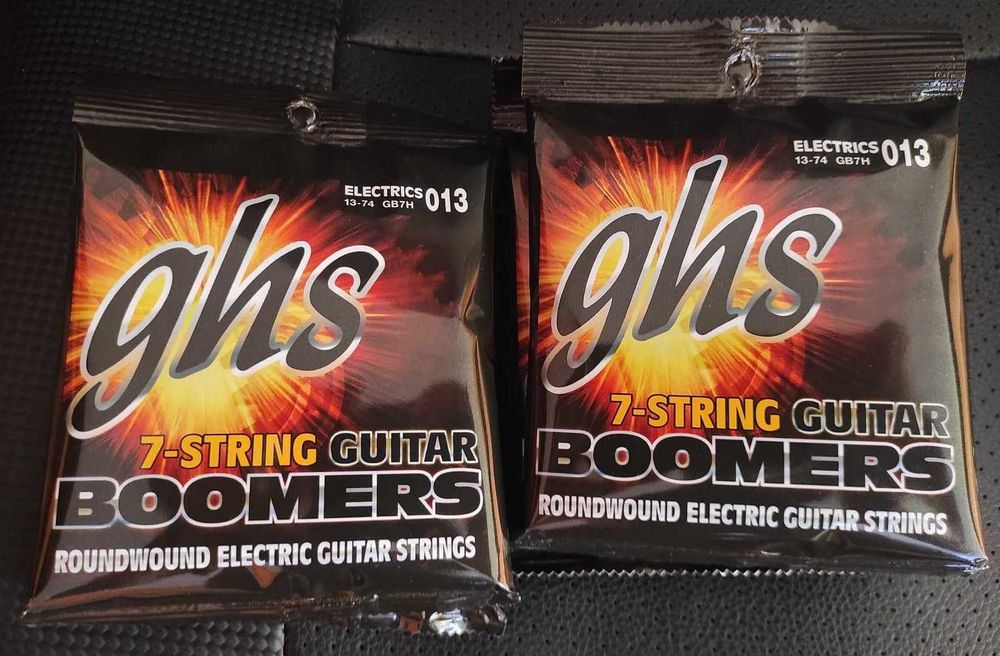 ELECTRICS 013
13-74 GB7H
ghs
7-STRING GUITAR
BOOMERS
ROUNDWOUND ELECTRIC GUITAR STRINGS
ELECTRICS 013
13-74 GB7H
ghs
7-STRING GUITAR
BOOMERS
ROUNDWOUND ELECTRIC GUITAR STRINGS